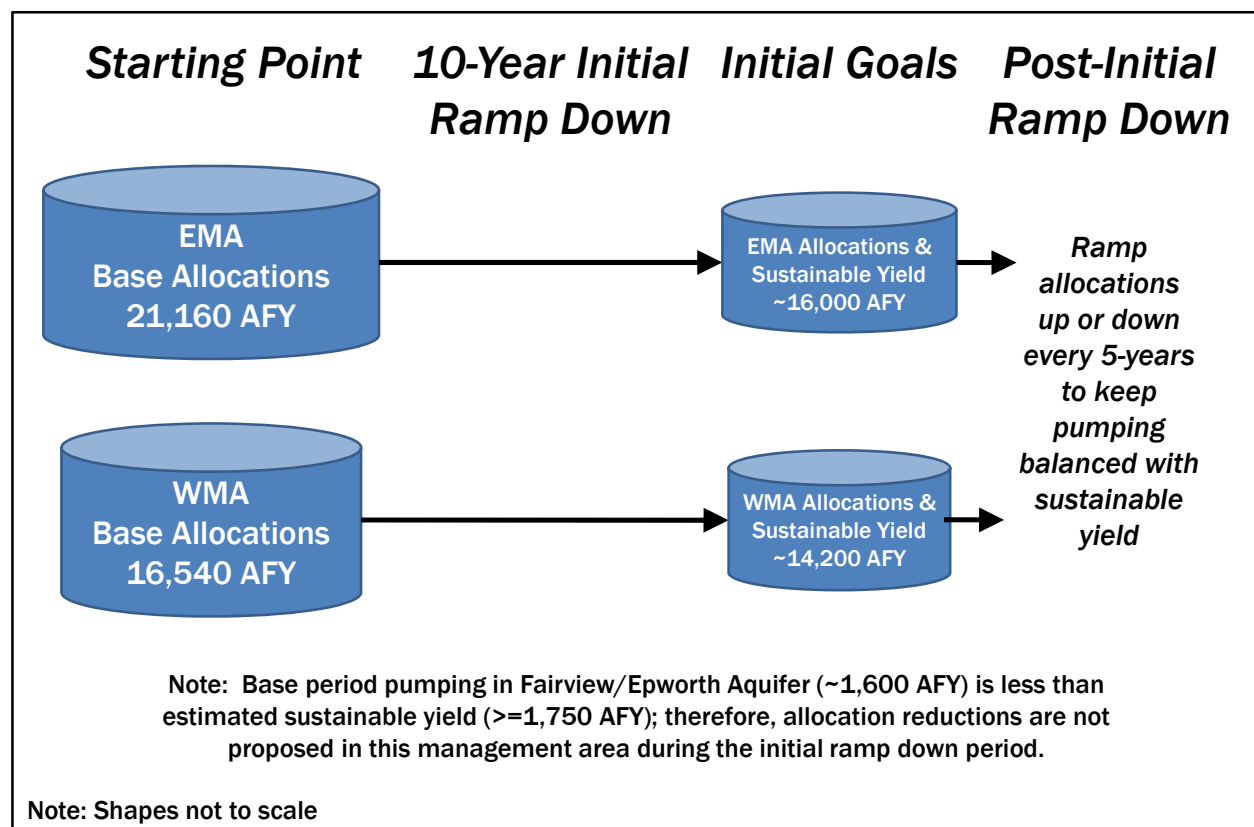 Starting Point
10-Year Initial
Ramp Down
Initial Goals
Post-Initial
Ramp Down
EMA
Base Allocations
21,160 AFY
EMA Allocations &
Sustainable Yield
~16,000 AFY
WMA
Base Allocations
16,540 AFY
WMA Allocations &
Sustainable Yield
~14,200 AFY
Ramp
allocations
up or down
every 5-years
to keep
pumping
balanced with
sustainable
yield
Note:  Base period pumping in Fairview/Epworth Aquifer (~1,600 AFY) is less than
estimated sustainable yield (>=1,750 AFY); therefore, allocation reductions are not
proposed in this management area during the initial ramp down period.
Note: Shapes not to scale